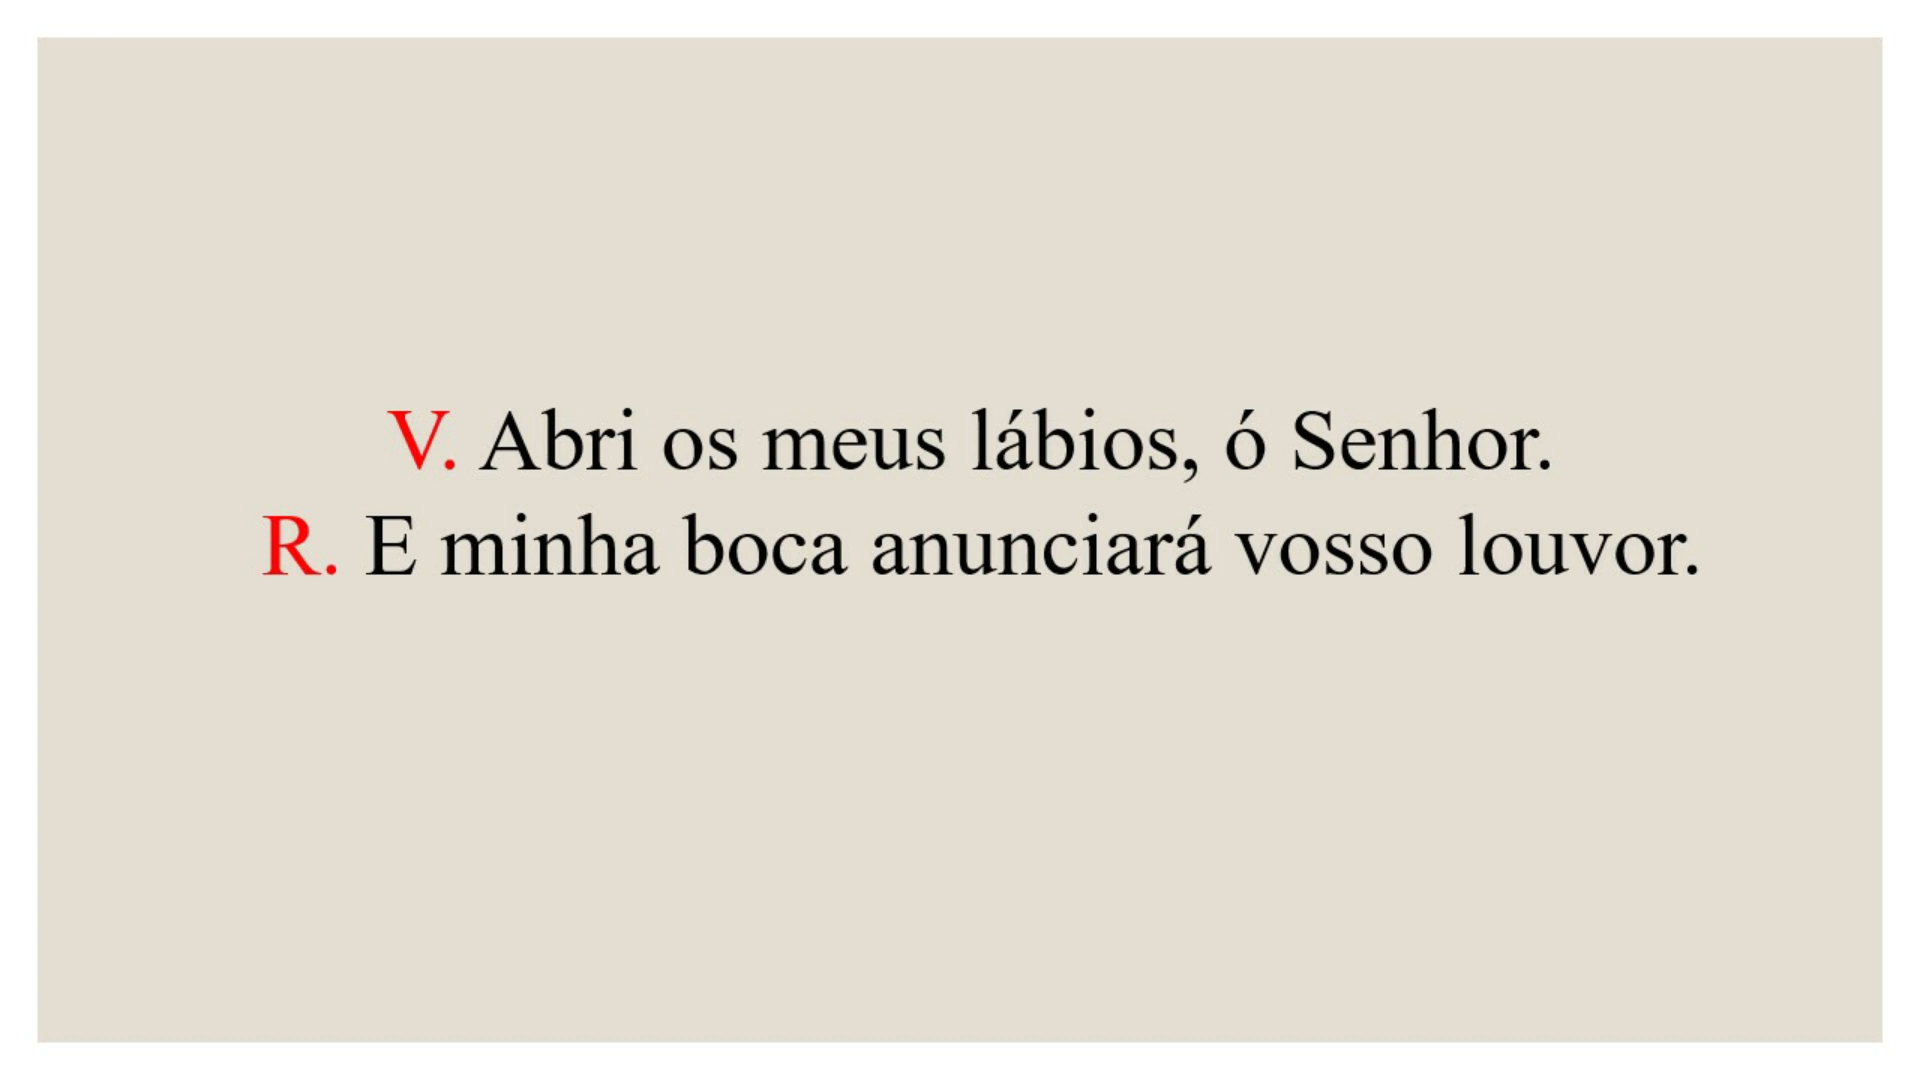 V. Abri os meus lábios, ó Senhor.
R. E minha boca anunciará vosso louvor.